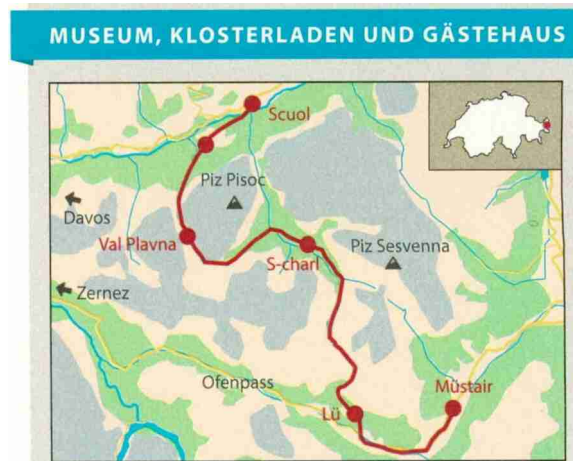 MUSEUM, KLOSTERLADEN UND GÄSTEHAUS
Scuol
Piz Pisoc
Davos
Val Plavna
S-charl
Piz Sesvenna
Zernez
Ofenpass
Lü
Müstair